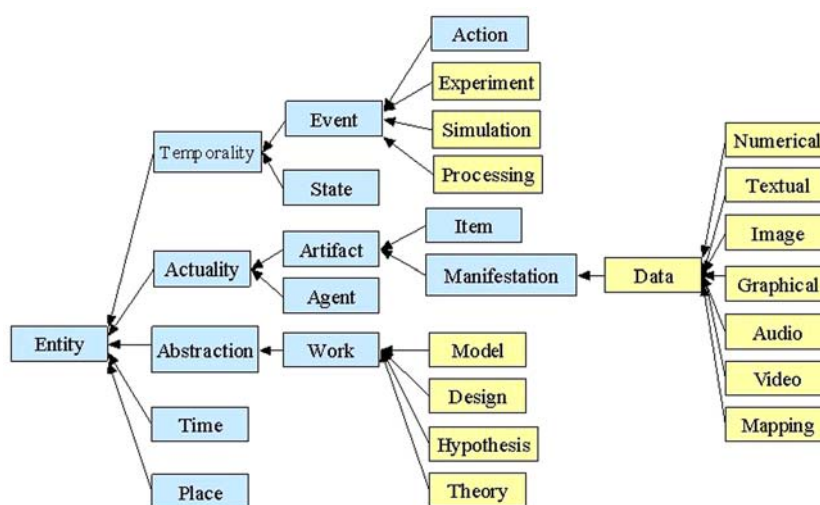 Action
Experiment
Event
Simulation
Temporality
Processing
State
Numerical
Textual
Image
Graphical
Audio
Video
Mapping
Item
Artifact
Actuality
Manifestation
Data
Agent
Entity
Abstraction
Work
Model
Design
Hypothesis
Theory
Time
Place